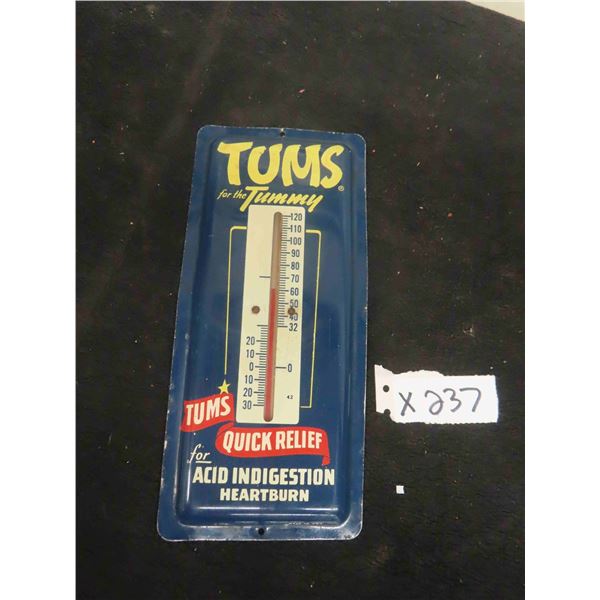 TUMS®
for the Tummy
120
110
100
90
80
70
60
50
40
32
20
10
0
0
10
20
30
42
TUMS
QUICK RELIEF
for
ACID INDIGESTION
HEARTBURN
X 237